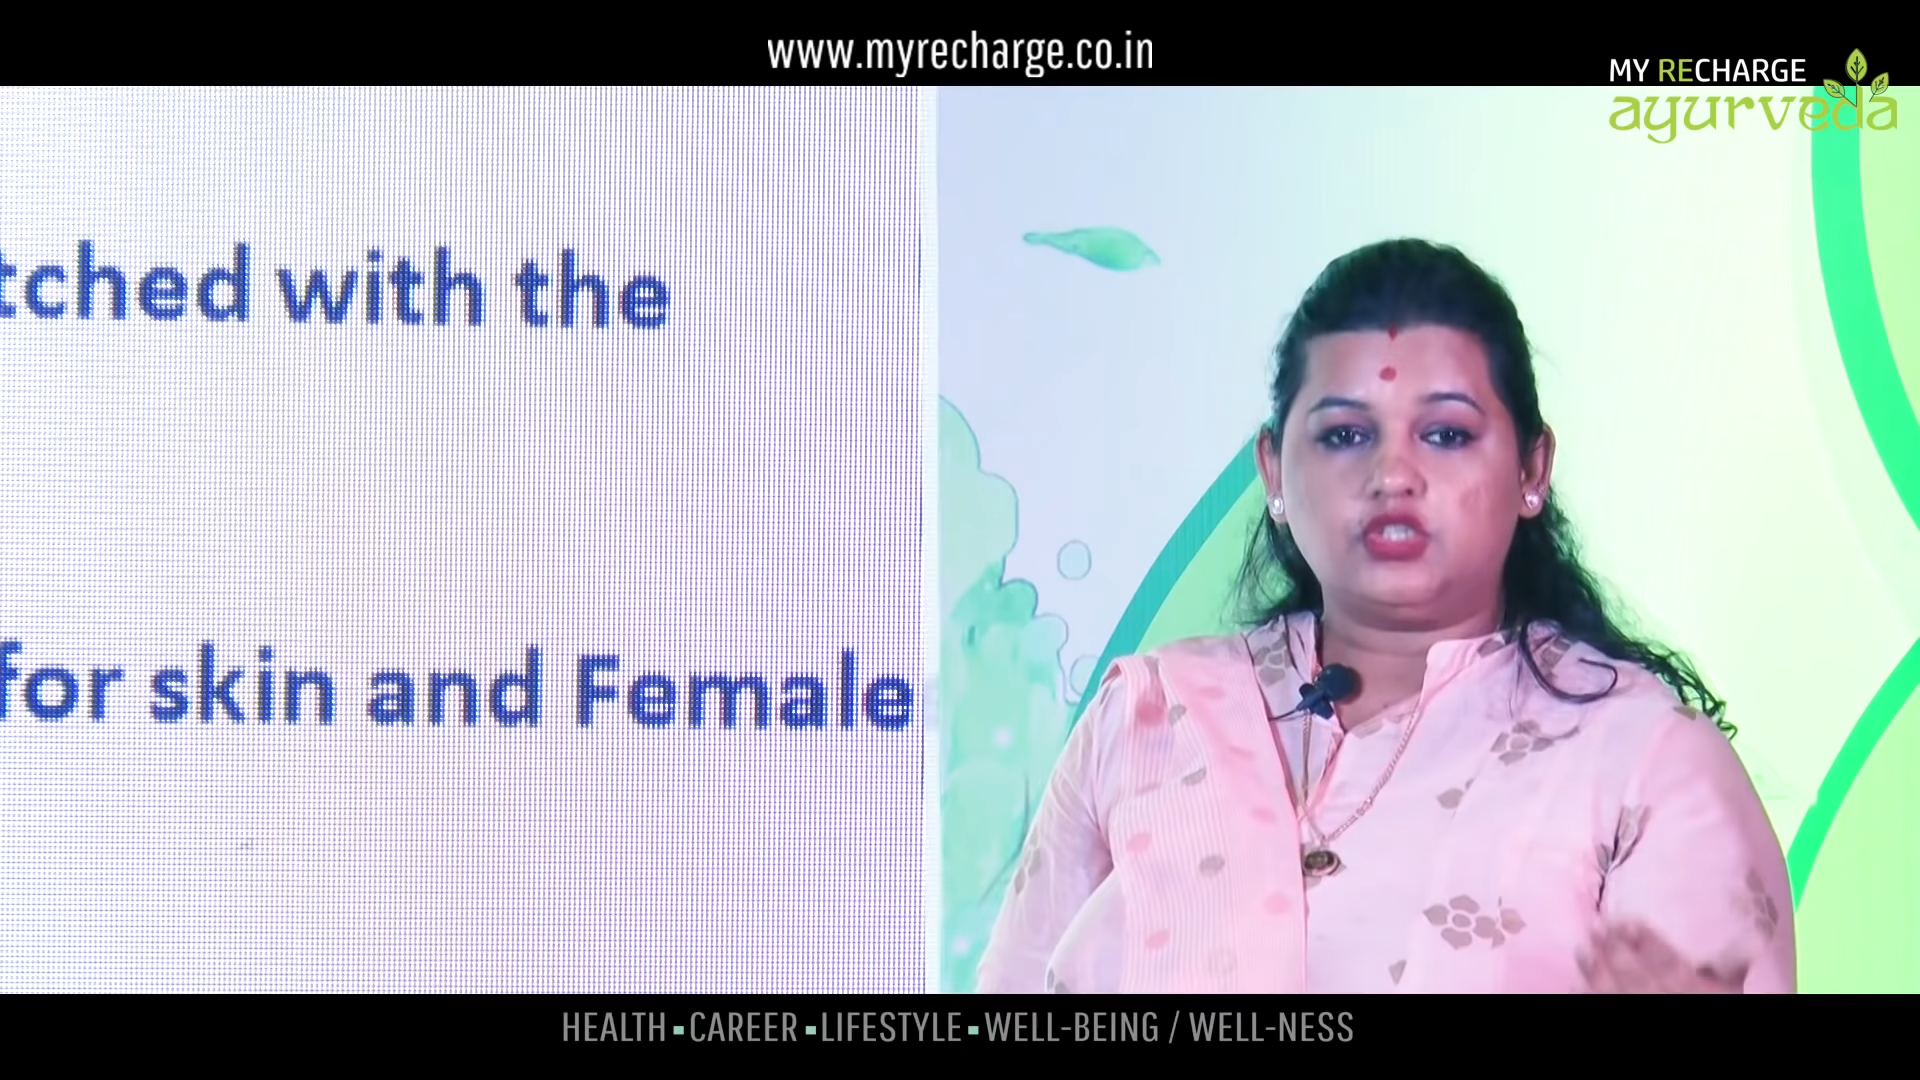 www.myrecharge.co.in
MY RECHARGE
ayurveda
with the
for skin and Female
HEALTH ▪ CAREER ▪ LIFESTYLE ▪ WELL-BEING / WELL-NESS